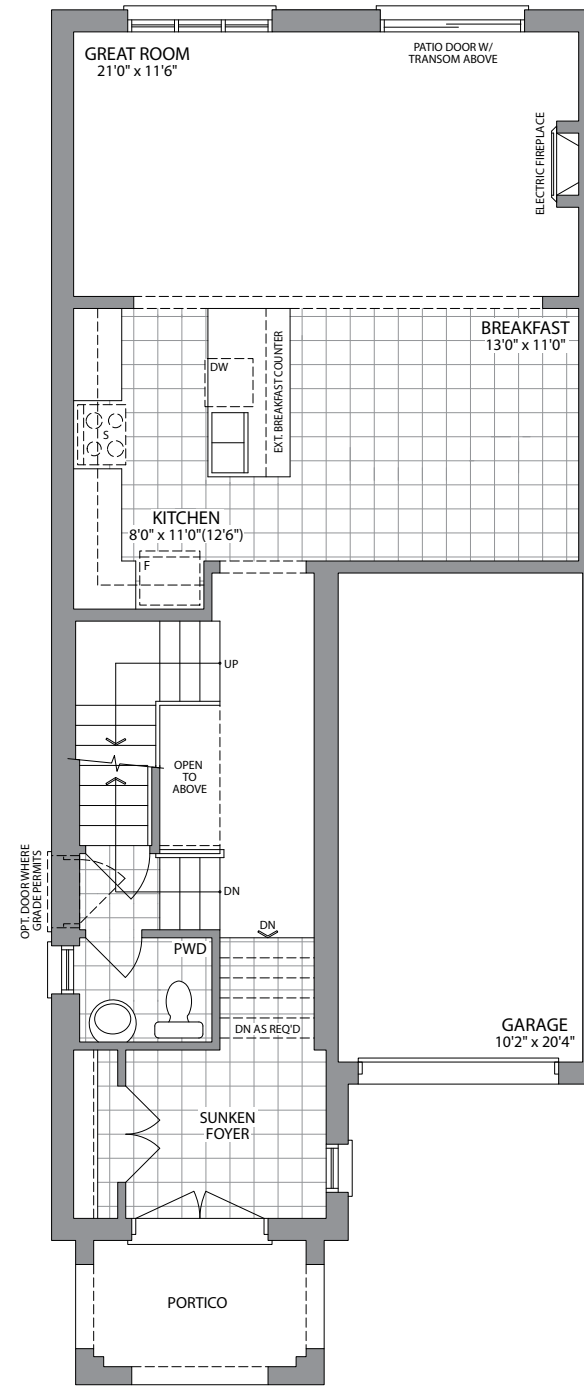 GREAT ROOM
21'0" x 11'6"
PATIO DOOR W/
TRANSOM ABOVE
ELECTRIC FIREPLACE
BREAKFAST
13'0" x 11'0"
DW
EXT. BREAKFAST COUNTER
S
KITCHEN
8'0" x 11'0"(12'6")
F
UP
OPEN
TO
ABOVE
OPT. DOOR WHERE
GRADE PERMITS
DN
DN
PWD
DN AS REQ'D
GARAGE
10'2" x 20'4"
SUNKEN
FOYER
PORTICO